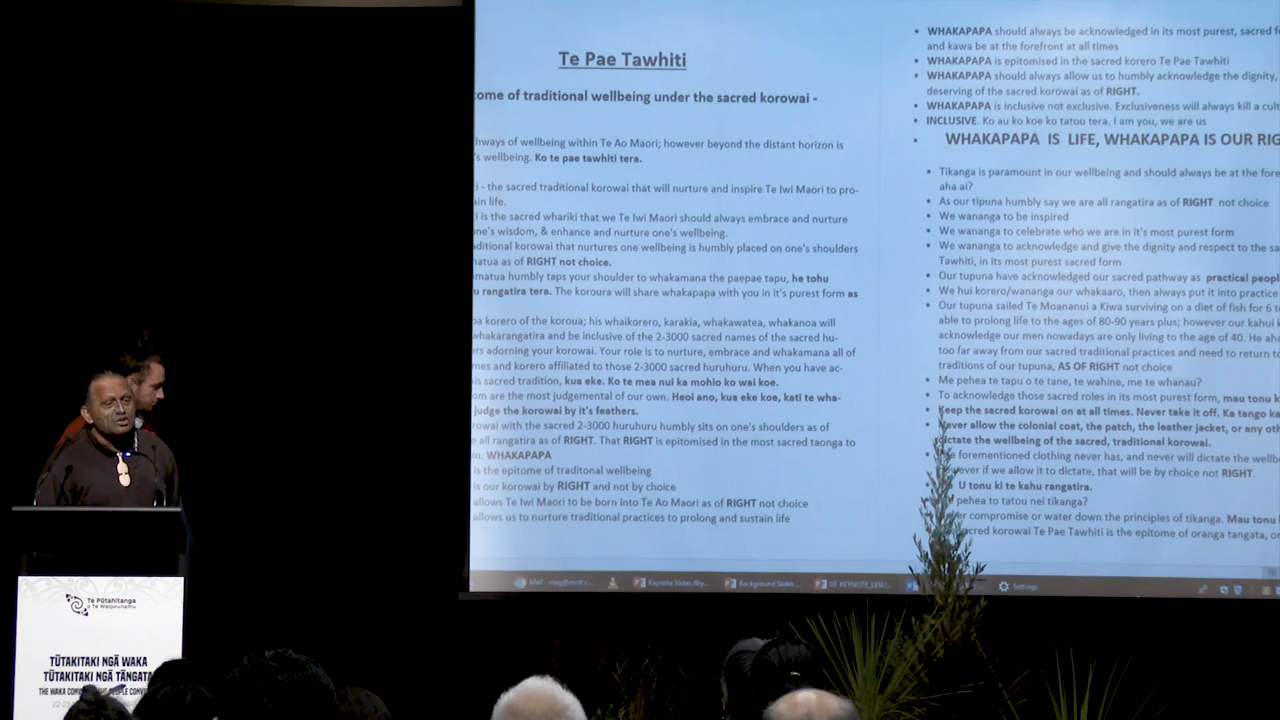 Te Pae Tawhiti
ome of traditional wellbeing under the sacred korowai -
hways of wellbeing within Te Ao Maori; however beyond the distant horizon is
's wellbeing. Ko te pae tawhiti tera.
i - the sacred traditional korowai that will nurture and inspire Te Iwi Maori to pro-
ain life.
i is the sacred whariki that we Te Iwi Maori should always embrace and nurture
one's wisdom, & enhance and nurture one's wellbeing.
aditional korowai that nurtures one wellbeing is humbly placed on one's shoulders
natua as of RIGHT not choice.
matua humbly taps your shoulder to whakamana the paepae tapu, he tohu
u rangatira tera. The koroura will share whakapapa with you in it's purest form as
pa korero of the koroua; his whaikorero, karakia, whakawatea, whakanoa will
whakarangatira and be inclusive of the 2-3000 sacred names of the sacred hu-
rs adorning your korowai. Your role is to nurture, embrace and whakamana all of
mes and korero affiliated to those 2-3000 sacred huruhuru. When you have ac-
is sacred tradition, kua eke. Ko te mea nui ka mohio ko wai koe.
om are the most judgemental of our own. Heoi ano, kua eke koe, kati te wha-
judge the korowai by it's feathers.
rowai with the sacred 2-3000 huruhuru humbly sits on one's shoulders as of
e all rangatira as of RIGHT. That RIGHT is epitomised in the most sacred taonga to
m. WHAKAPAPA
is the epitome of traditonal wellbeing
is our korowai by RIGHT and not by choice
allows Te Iwi Maori to be born into Te Ao Maori as of RIGHT not choice
allows us to nurture traditional practices to prolong and sustain life
• WHAKAPAPA should always be acknowledged in its most purest, sacred f
and kawa be at the forefront at all times
• WHAKAPAPA is epitomised in the sacred korero Te Pae Tawhiti
• WHAKAPAPA should always allow us to humbly acknowledge the dignity,
deserving of the sacred korowai as of RIGHT.
• WHAKAPAPA is inclusive not exclusive. Exclusiveness will always kill a cult
• INCLUSIVE. Ko au ko koe ko tatou tera. I am you, we are us
• WHAKAPAPA IS LIFE, WHAKAPAPA IS OUR RIG
• Tikanga is paramount in our wellbeing and should always be at the fore
aha ai?
• As our tipuna humbly say we are all rangatira as of RIGHT not choice
• We wananga to be inspired
• We wananga to celebrate who we are in it's most purest form
• We wananga to acknowledge and give the dignity and respect to the sa
Tawhiti, in its most purest sacred form
• Our tupuna have acknowledged our sacred pathway as practical peopl
• We hui korero/wananga our whakaaro, then always put it into practice
• Our tupuna sailed Te Moananui a Kiwa surviving on a diet of fish for 6 t
able to prolong life to the ages of 80-90 years plus; however our kahui
acknowledge our men nowadays are only living to the age of 40. He aha
too far away from our sacred traditional practices and need to return to
traditions of our tupuna, AS OF RIGHT not choice
• Me pehea te tapu o te tane, te wahine, me te whanau?
• To acknowledge those sacred roles in its most purest form, mau tonu k
• Keep the sacred korowai on at all times. Never take it off. Ka tango ka
• Never allow the colonial coat, the patch, the leather jacket, or any oth
dictate the wellbeing of the sacred, traditional korowai.
e forementioned clothing never has, and never will dictate the wellbe
wever if we allow it to dictate, that will be by choice not RIGHT.
U tonu ki te kahu rangatira.
pehea to tatou nei tikanga?
er compromise or water down the principles of tikanga. Mau tonu
cred korowai Te Pae Tawhiti is the epitome of oranga tangata, or
Keynote Slides
Background Slides
Settings
Te Pūtahitanga
o Te Waipounamu
TŪTAKITAKI NGĀ WAKA
TŪTAKITAKI NGĀ TĀNGATA
THE WAKA